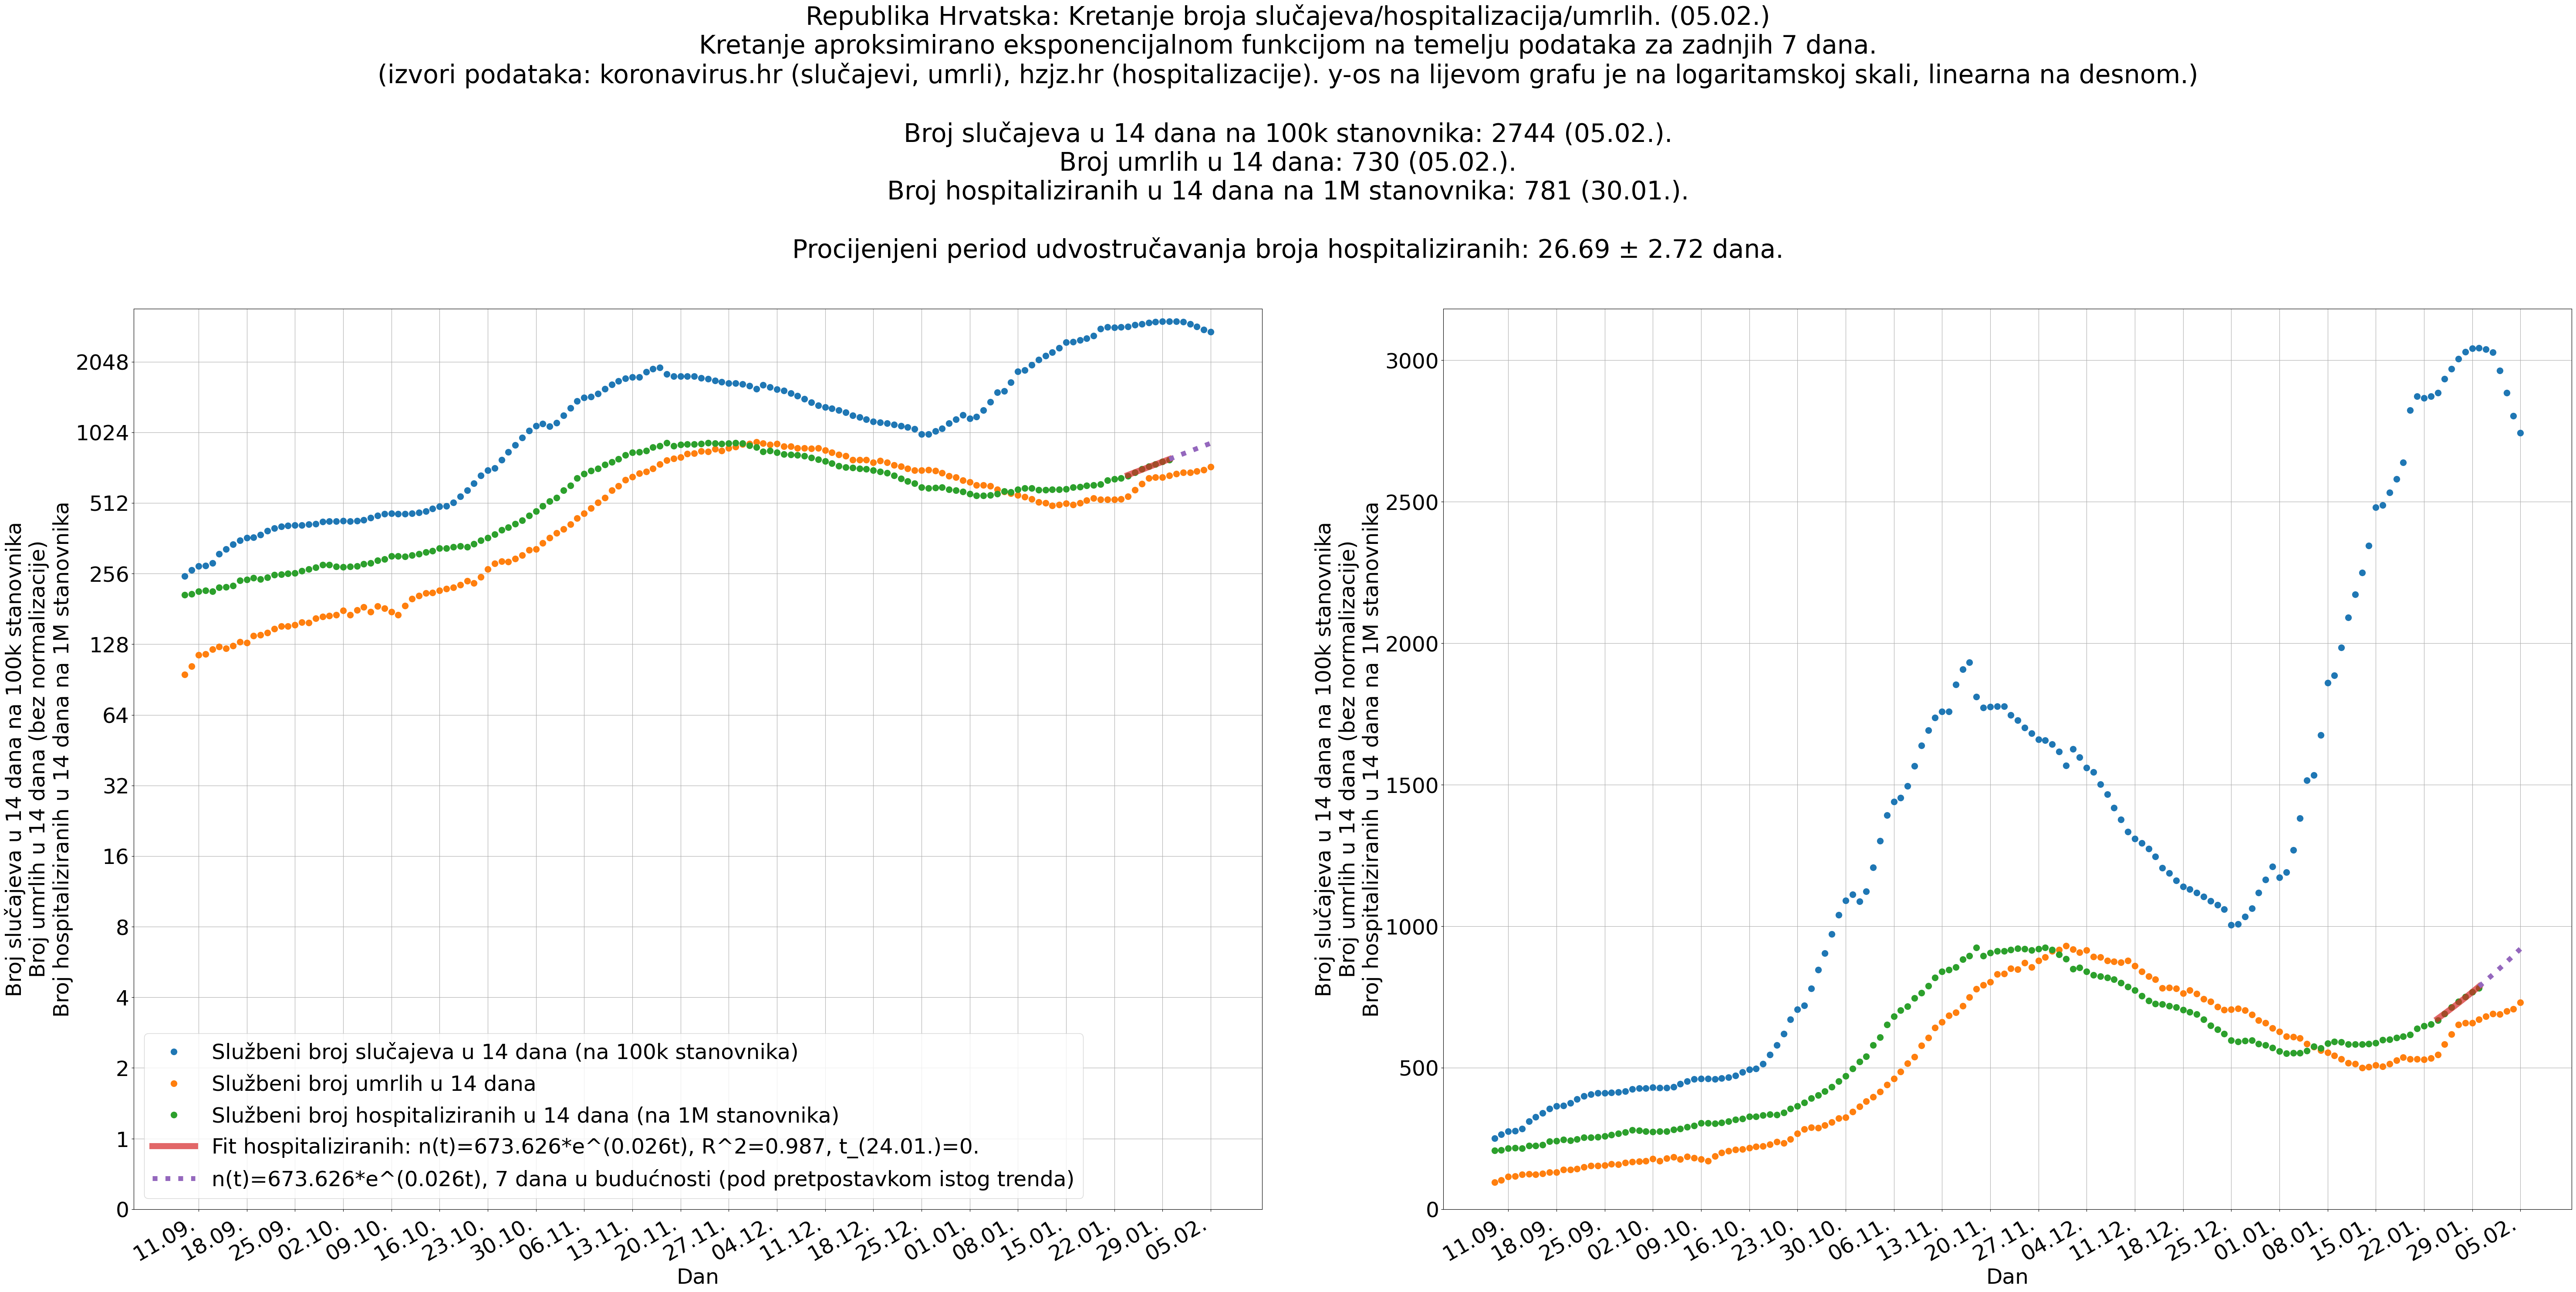 Republika Hrvatska: Kretanje broja slučajeva/hospitalizacija/umrlih. (05.02.)
Kretanje aproksimirano eksponencijalnom funkcijom na temelju podataka za zadnjih 7 dana.
(izvori podataka: koronavirus.hr (slučajevi, umrli), hzjz.hr (hospitalizacije). y-os na lijevom grafu je na logaritamskoj skali, linearna na desnom.)
Broj slučajeva u 14 dana na 100k stanovnika: 2744 (05.02.).
Broj umrlih u 14 dana: 730 (05.02.).
Broj hospitaliziranih u 14 dana na 1M stanovnika: 781 (30.01.).
Procijenjeni period udvostručavanja broja hospitaliziranih: 26.69 ± 2.72 dana.
Broj slučajeva u 14 dana na 100k stanovnika
Broj umrlih u 14 dana (bez normalizacije)
Broj hospitaliziranih u 14 dana na 1M stanovnika
2048
1024
512
256
128
64
32
16
8
4
2
1
0
Službeni broj slučajeva u 14 dana (na 100k stanovnika)
Službeni broj umrlih u 14 dana
Službeni broj hospitaliziranih u 14 dana (na 1M stanovnika)
Fit hospitaliziranih: n(t)=673.626*e^(0.026t), R^2=0.987, t_(24.01.)=0.
n(t)=673.626*e^(0.026t), 7 dana u budućnosti (pod pretpostavkom istog trenda)
11.09. 18.09. 25.09. 02.10. 09.10. 16.10. 23.10. 30.10. 06.11. 13.11. 20.11. 27.11. 04.12. 11.12. 18.12. 25.12. 01.01. 08.01. 15.01. 22.01. 29.01. 05.02.
Dan
Broj slučajeva u 14 dana na 100k stanovnika
Broj umrlih u 14 dana (bez normalizacije)
Broj hospitaliziranih u 14 dana na 1M stanovnika
3000
2500
2000
1500
1000
500
0
11.09. 18.09. 25.09. 02.10. 09.10. 16.10. 23.10. 30.10. 06.11. 13.11. 20.11. 27.11. 04.12. 11.12. 18.12. 25.12. 01.01. 08.01. 15.01. 22.01. 29.01. 05.02.
Dan